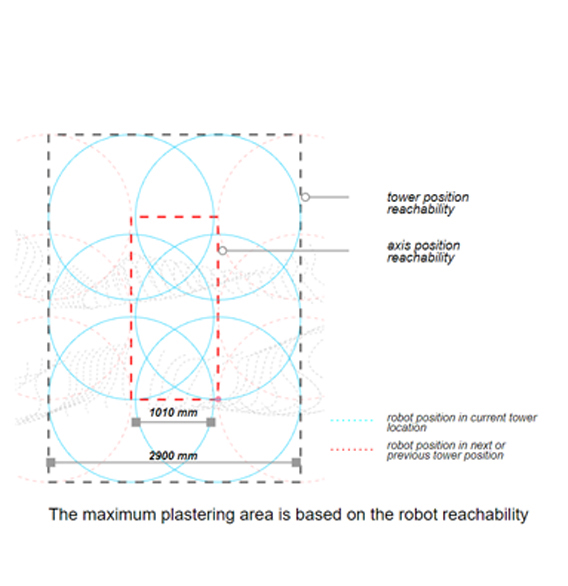 tower position
reachability
axis position
reachability
1010 mm
robot position in current tower
location
robot position in next or
previous tower position
2900 mm
The maximum plastering area is based on the robot reachability